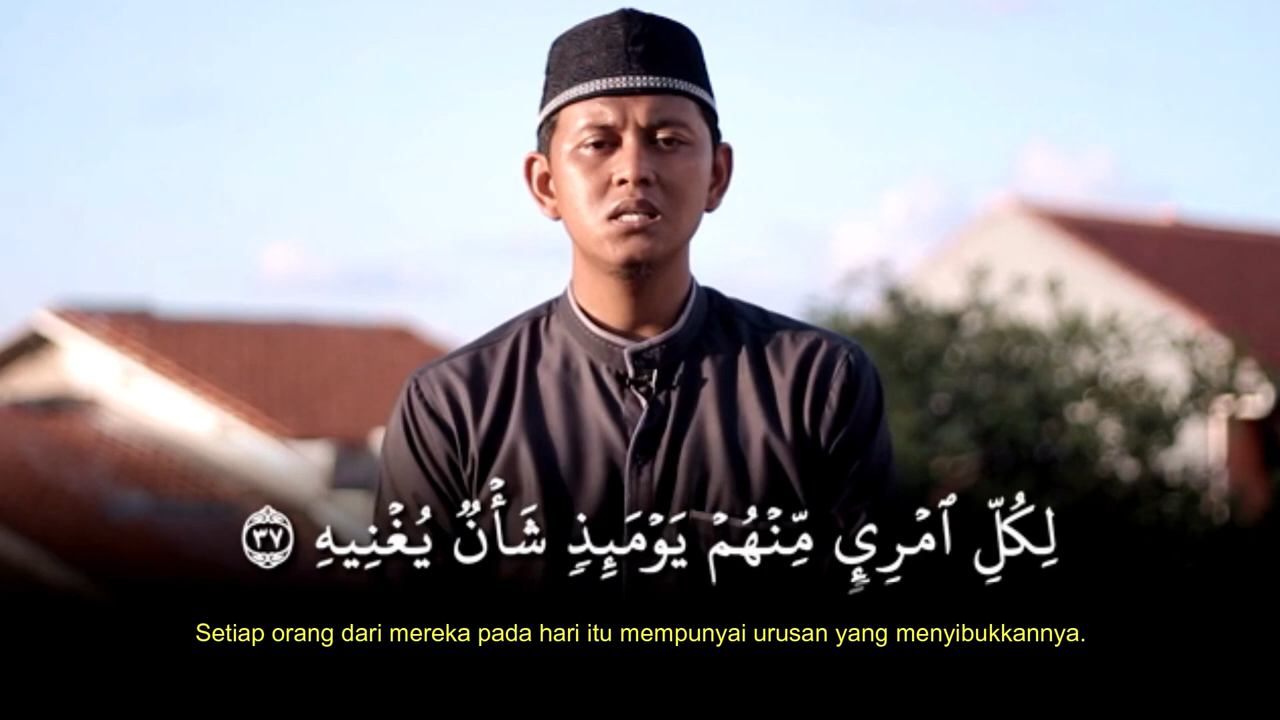 لِكُلِّ ٱمۡرِيٕٖ مِّنۡهُمۡ يَوۡمَئِذٖ شَأۡنٞ يُغۡنِيهِ ٣٧
Setiap orang dari mereka pada hari itu mempunyai urusan yang menyibukkannya.